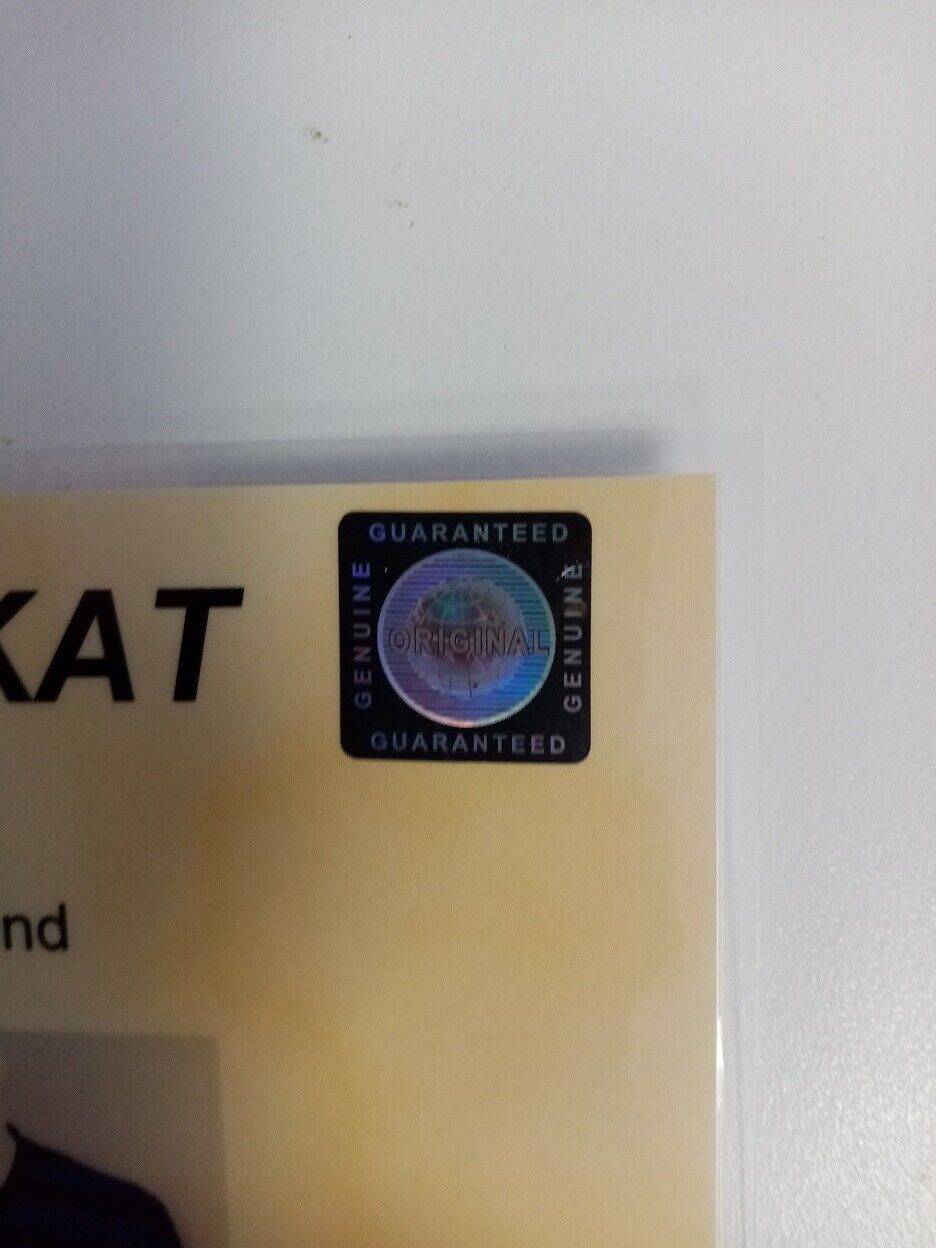 GUARANTEED
GENUINE
ORIGINAL
GENUINE
GUARANTEED
KAT
nd